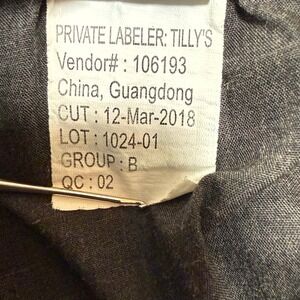 PRIVATE LABELER: TILLY'S
Vendor# : 106193
China, Guangdong
CUT : 12-Mar-2018
LOT : 1024-01
GROUP : B
QC : 02